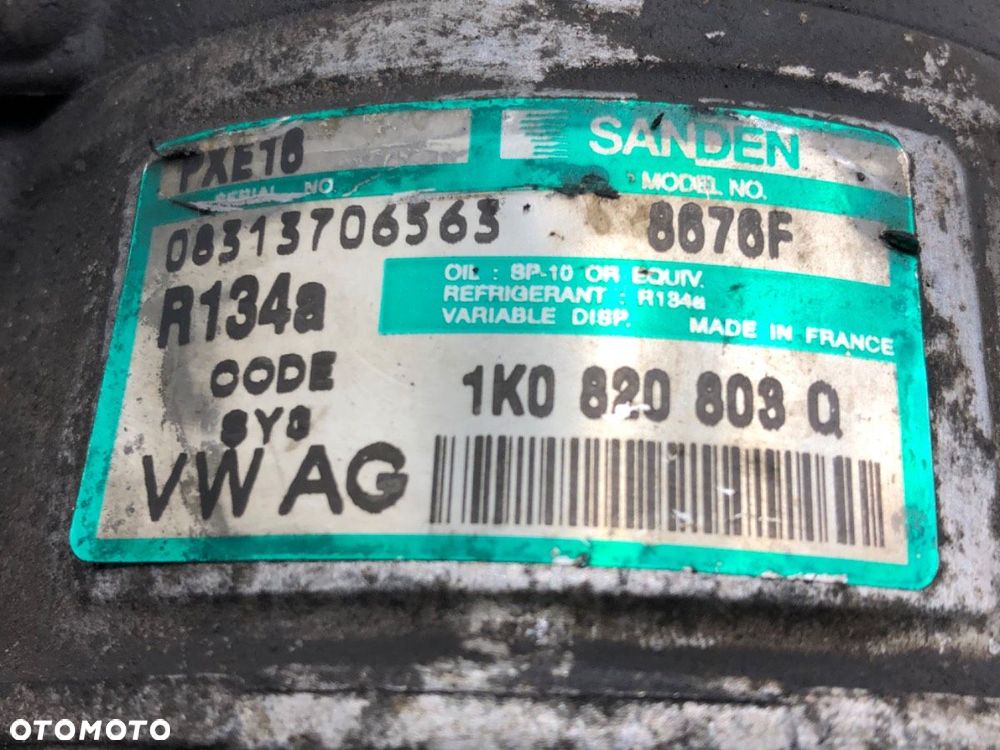 PXE16
SANDEN
SERIAL NO.
MODEL NO.
08313706563
8676F
R134a
OIL : SP-10 OR EQUIV.
REFRIGERANT : R134a
VARIABLE DISP. MADE IN FRANCE
CODE
1K0 820 803 Q
VW AG
OTOMOTO